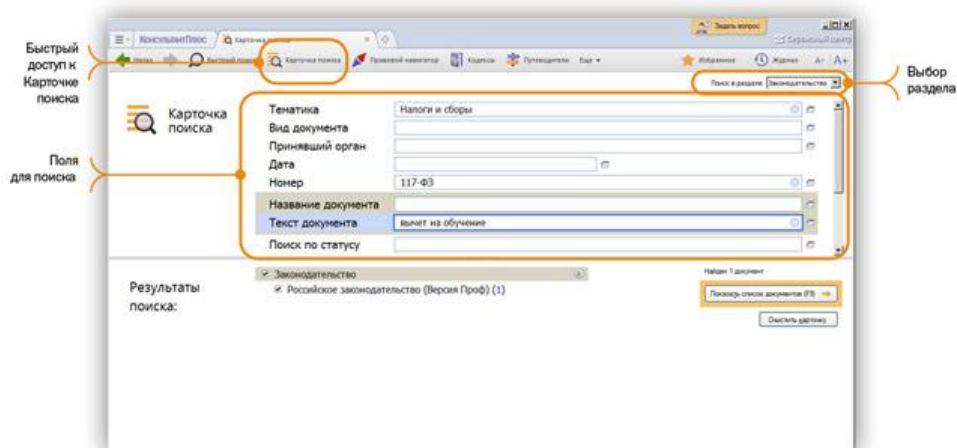 Задать вопрос
КонсультантПлюс
Карточка поиска
Сервисный центр
Назад
Быстрый поиск
Карточка поиска
Правовой навигатор
Кодексы
Путеводители
Еще
Избранное
Журнал
А-
А+
Быстрый
доступ к
Карточке
поиска
Выбор
раздела
Поиск в разделе
Законодательство
Карточка
поиска
Поля
для поиска
Тематика
Налоги и сборы
Вид документа
Принявший орган
Дата
Номер
117-ФЗ
Название документа
Текст документа
вычет на обучение
Поиск по статусу
Результаты
поиска:
Законодательство
Российское законодательство (Версия Проф) (1)
Найден 1 документ
Показать список документов (F9)
Очистить карточку